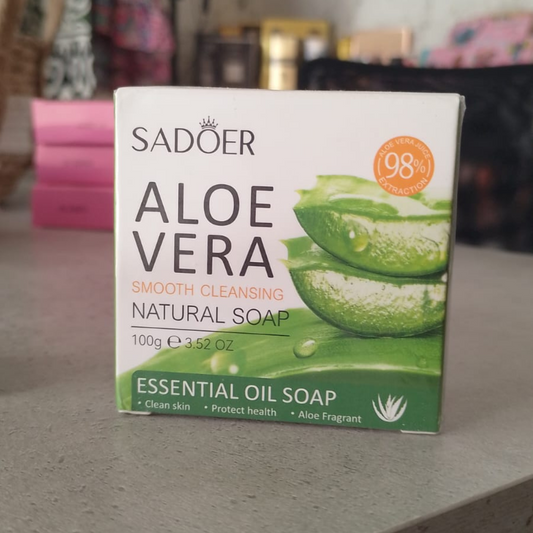 SADOER
ALOE VERA JUICE
98%
EXTRACTION
ALOE
VERA
SMOOTH CLEANSING
NATURAL SOAP
100g ℮ 3.52 OZ
ESSENTIAL OIL SOAP
• Clean skin • Protect health • Aloe Fragrant